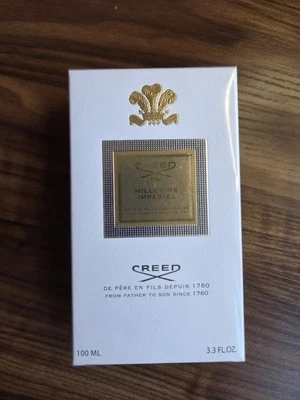 CREED
MILLESIME
IMPERIAL
CREED
DE PÈRE EN FILS DEPUIS 1760
FROM FATHER TO SON SINCE 1760
100 ML
3.3 FL.OZ.